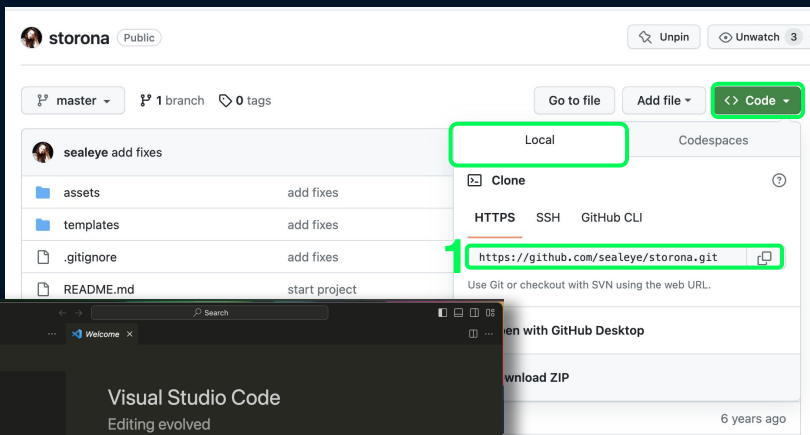 storona Public Unpin Unwatch 3
master 1 branch 0 tags Go to file Add file Code
Local Codespaces
sealeye add fixes
Clone
assets add fixes
HTTPS SSH GitHub CLI
templates add fixes
1 https://github.com/sealeye/storona.git
.gitignore add fixes
Use Git or checkout with SVN using the web URL.
README.md start project
Search
Welcome
en with GitHub Desktop
wnload ZIP
Visual Studio Code
Editing evolved
6 years ago